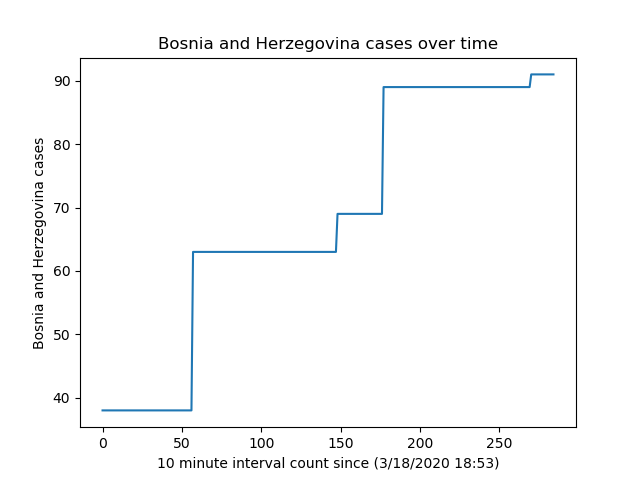 Bosnia and Herzegovina cases over time
Bosnia and Herzegovina cases
90
80
70
60
50
40
0 50 100 150 200 250
10 minute interval count since (3/18/2020 18:53)